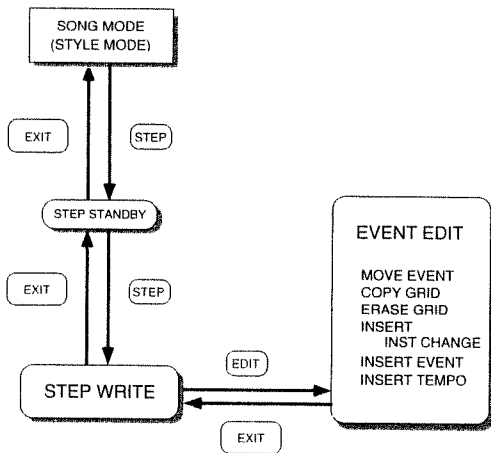 SONG MODE
(STYLE MODE)
EXIT
STEP
STEP STANDBY
EXIT
STEP
STEP WRITE
EDIT
EXIT
EVENT EDIT
MOVE EVENT
COPY GRID
ERASE GRID
INSERT
INST CHANGE
INSERT EVENT
INSERT TEMPO